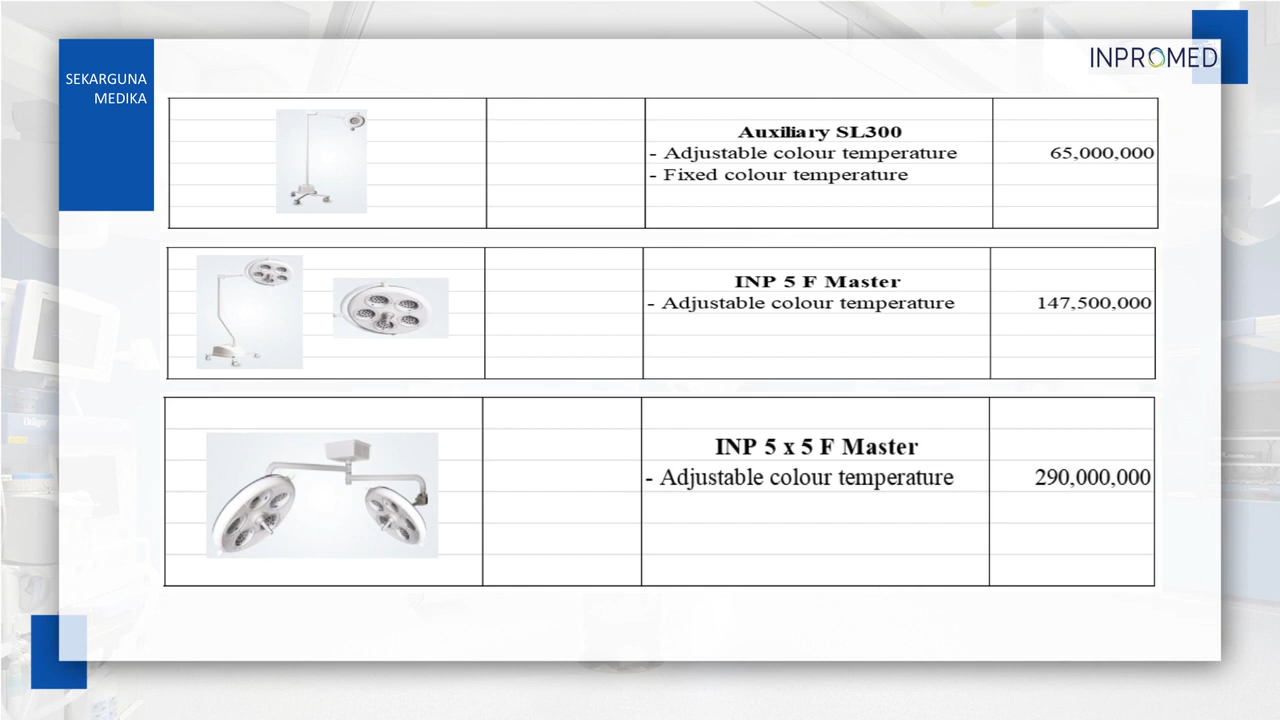 SEKARGUNA
MEDIKA
INPROMED
Auxiliary SL300
- Adjustable colour temperature
65,000,000
- Fixed colour temperature
INP 5 F Master
- Adjustable colour temperature
147,500,000
INP 5 x 5 F Master
- Adjustable colour temperature
290,000,000